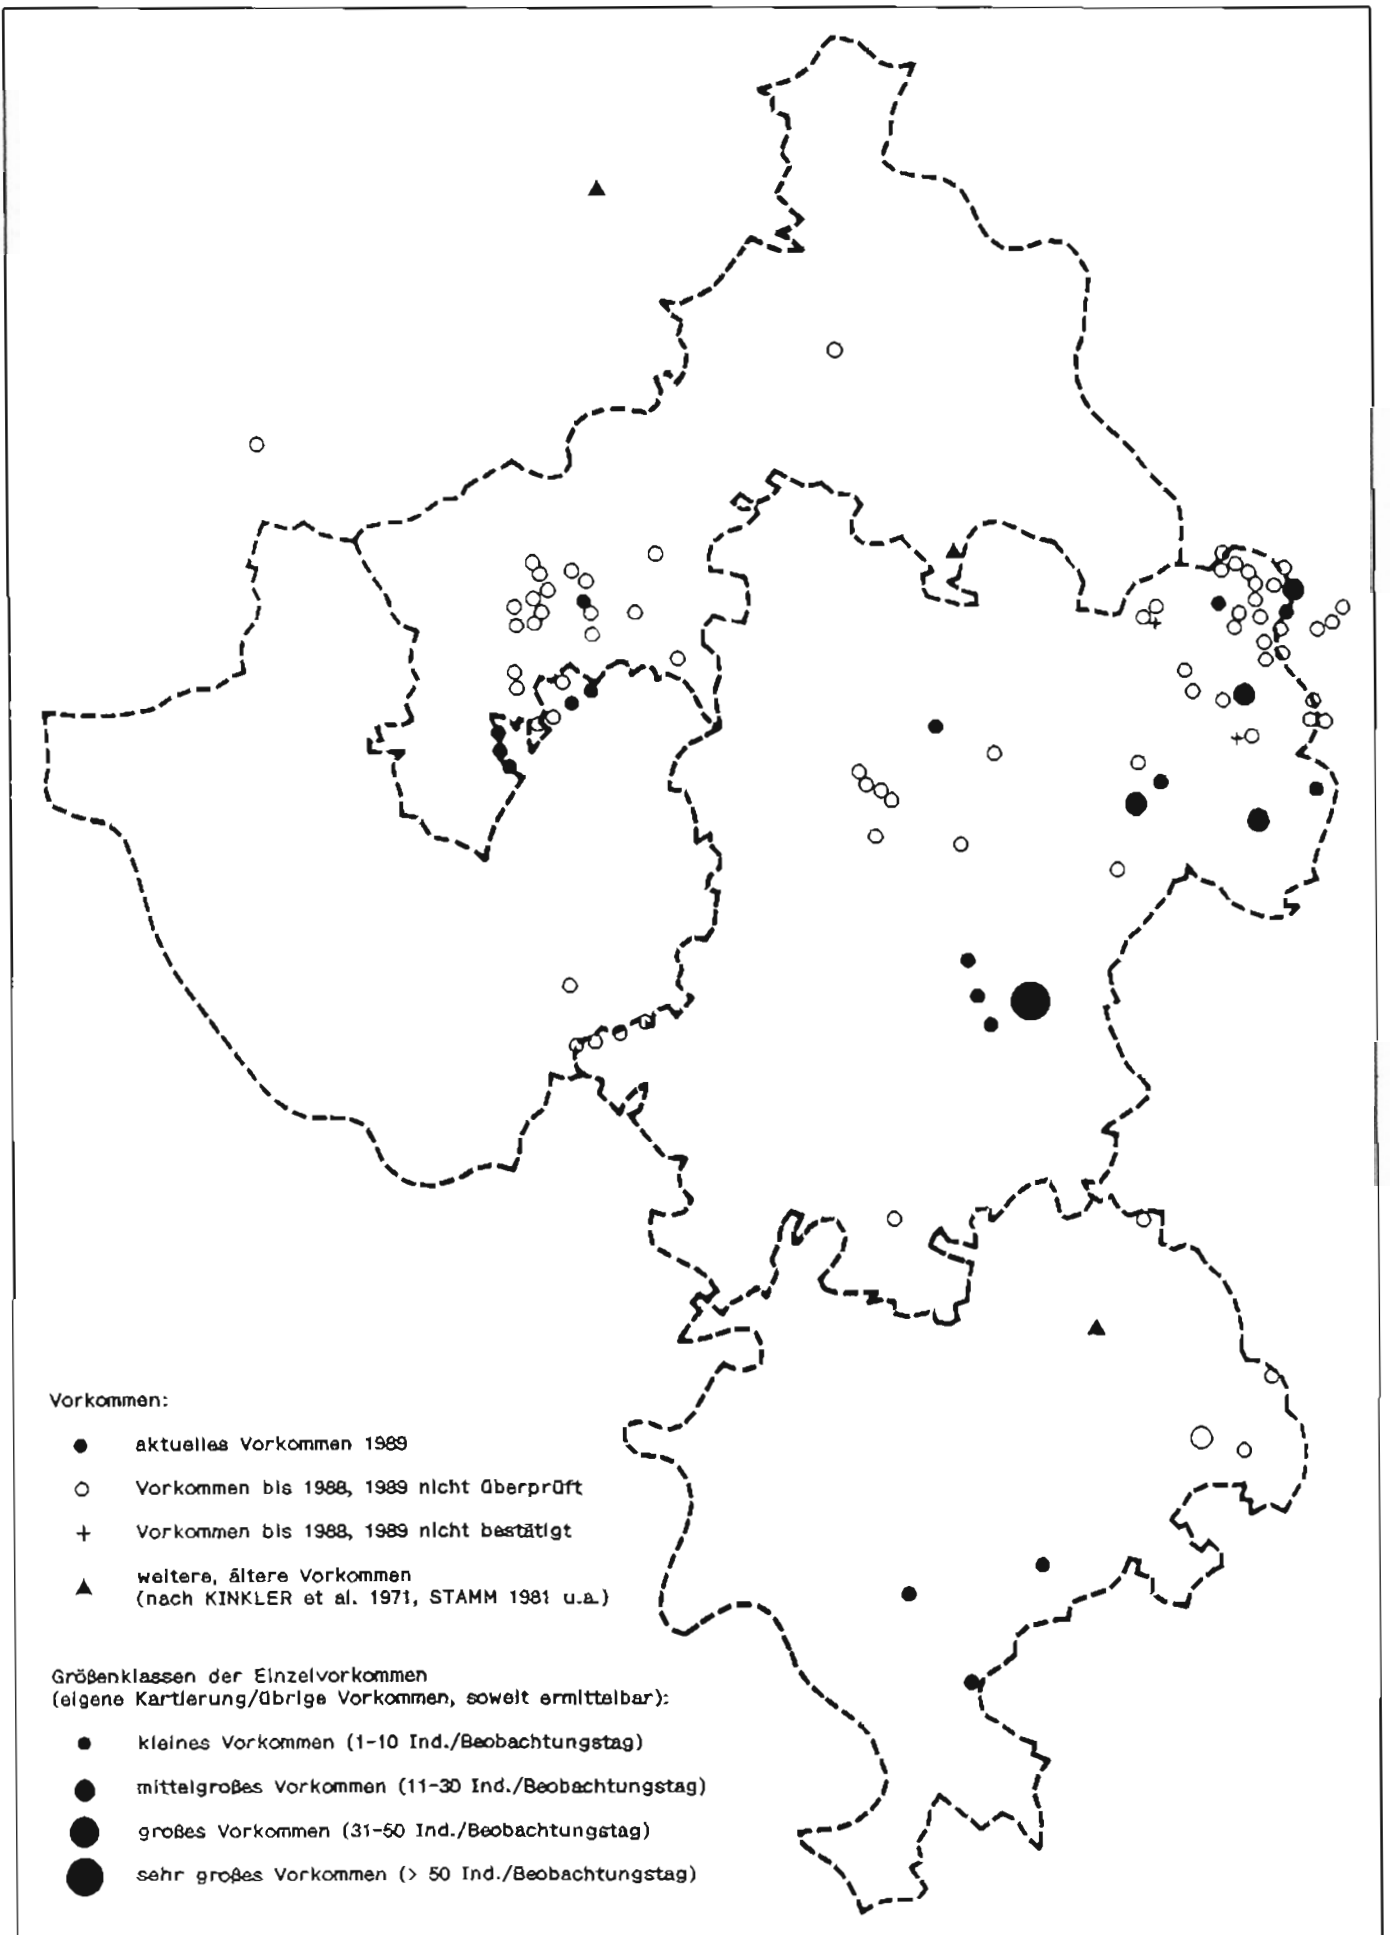 Vorkommen:
aktuelles Vorkommen 1989
Vorkommen bis 1988, 1989 nicht überprüft
Vorkommen bis 1988, 1989 nicht bestätigt
weitere, ältere Vorkommen
(nach KINKLER et al. 1971, STAMM 1981 u.a.)
Größenklassen der Einzelvorkommen
(eigene Kartierung/übrige Vorkommen, soweit ermittelbar):
kleines Vorkommen (1-10 Ind./Beobachtungstag)
mittelgroßes Vorkommen (11-30 Ind./Beobachtungstag)
großes Vorkommen (31-50 Ind./Beobachtungstag)
sehr großes Vorkommen (> 50 Ind./Beobachtungstag)